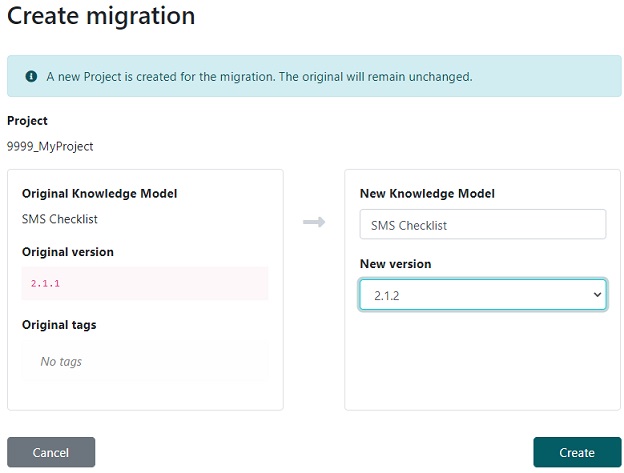 Create migration
A new Project is created for the migration. The original will remain unchanged.
Project
9999_MyProject
Original Knowledge Model
SMS Checklist
Original version
2.1.1
Original tags
No tags
New Knowledge Model
SMS Checklist
New version
2.1.2
Cancel
Create